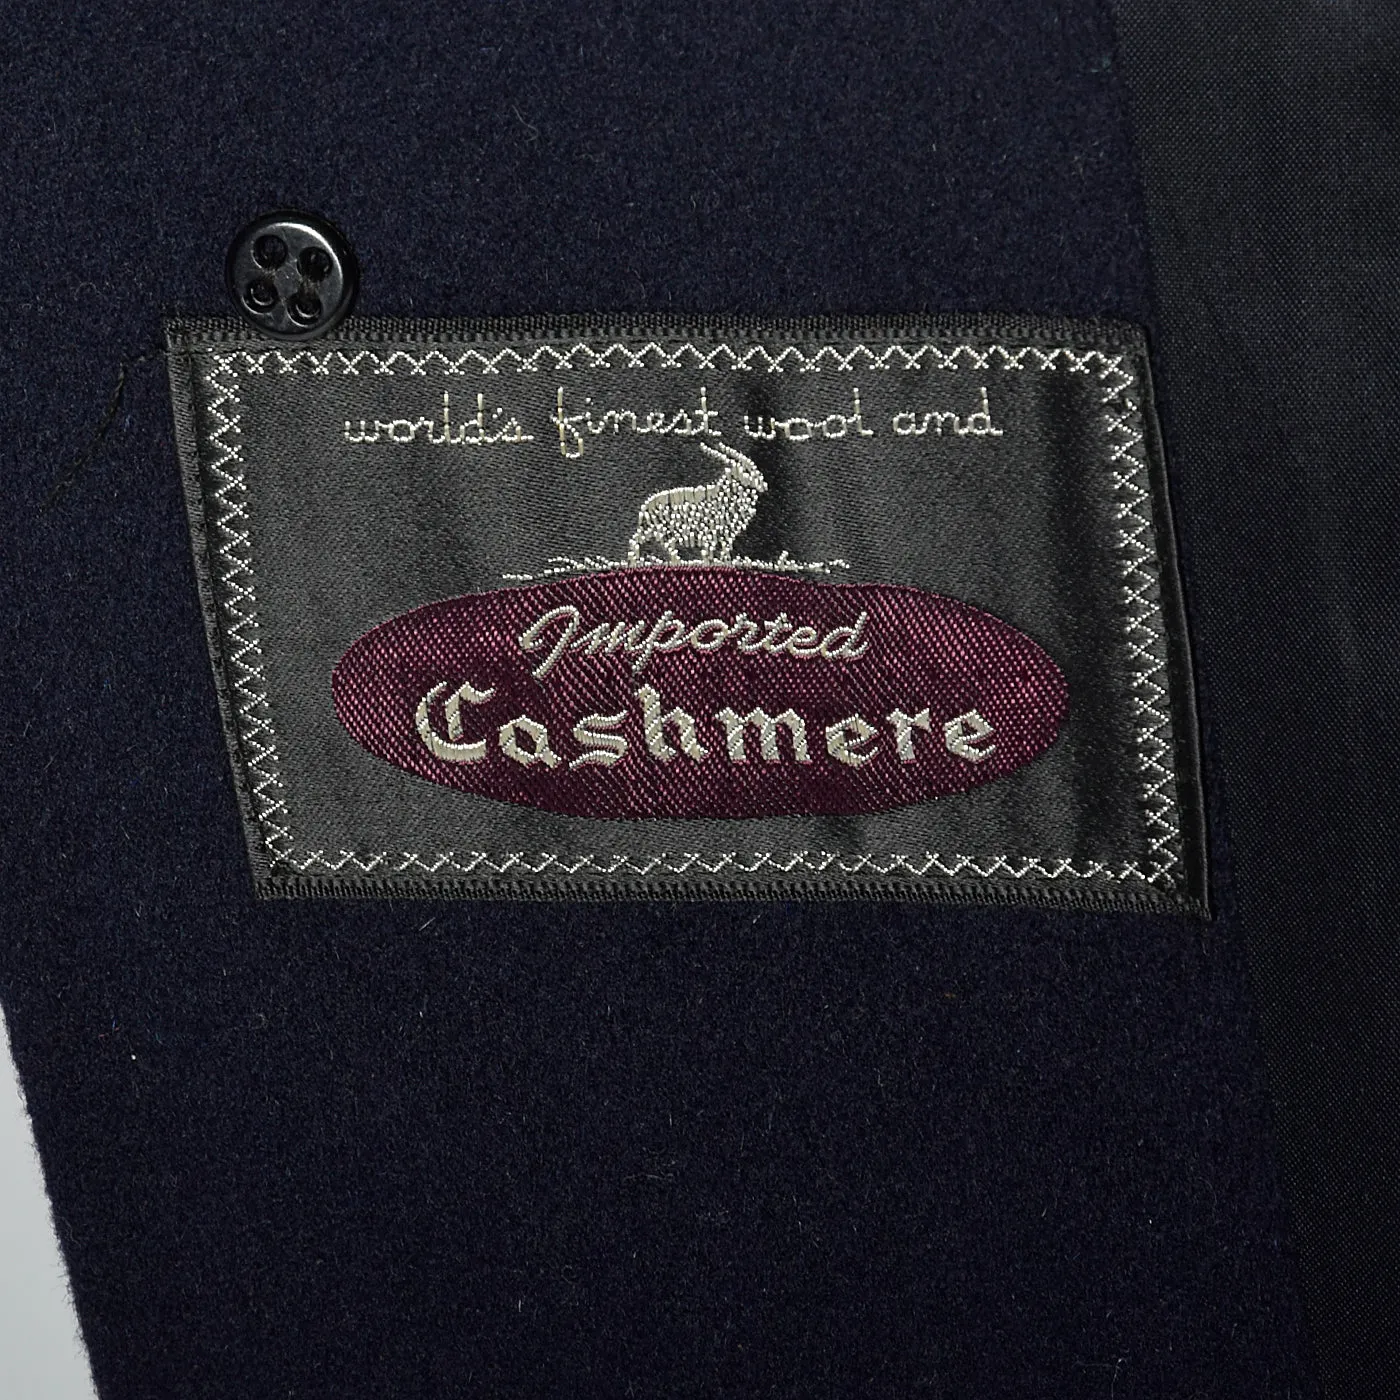 world's finest wool and
Imported
Cashmere